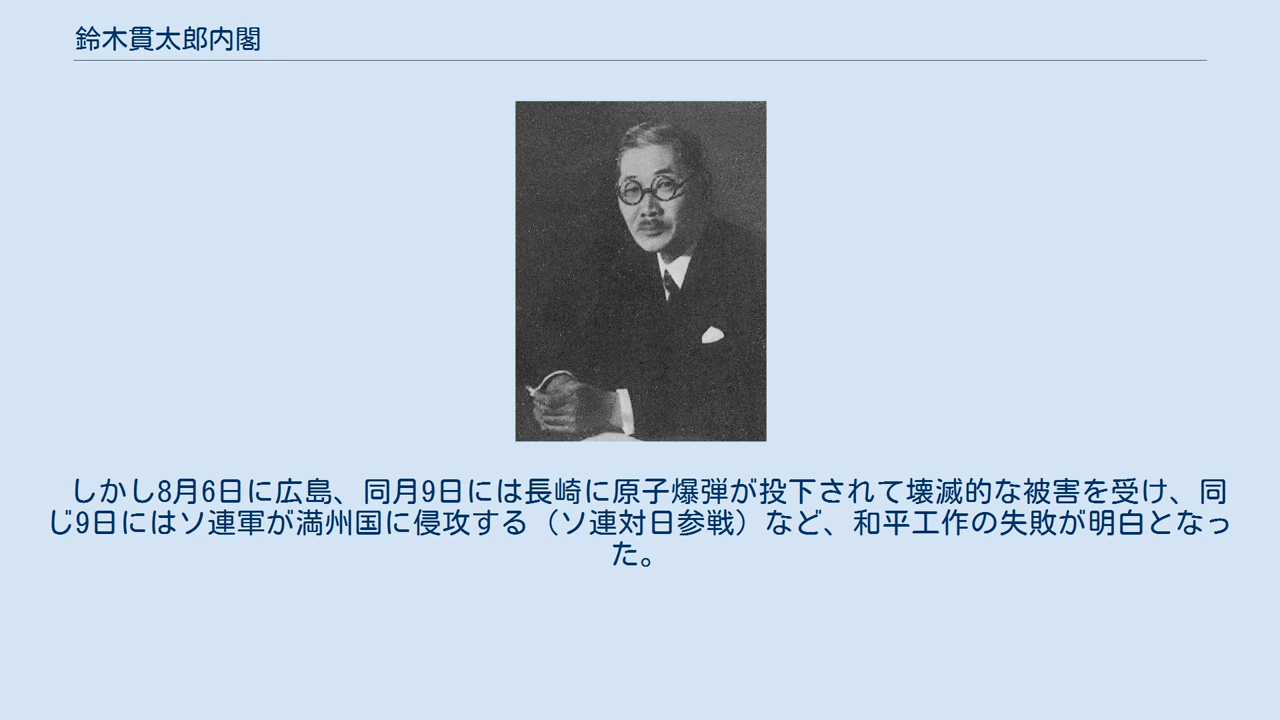 鈴木貫太郎内閣
しかし8月6日に広島、同月9日には長崎に原子爆弾が投下されて壊滅的な被害を受け、同
じ9日にはソ連軍が満州国に侵攻する（ソ連対日参戦）など、和平工作の失敗が明白となっ
た。